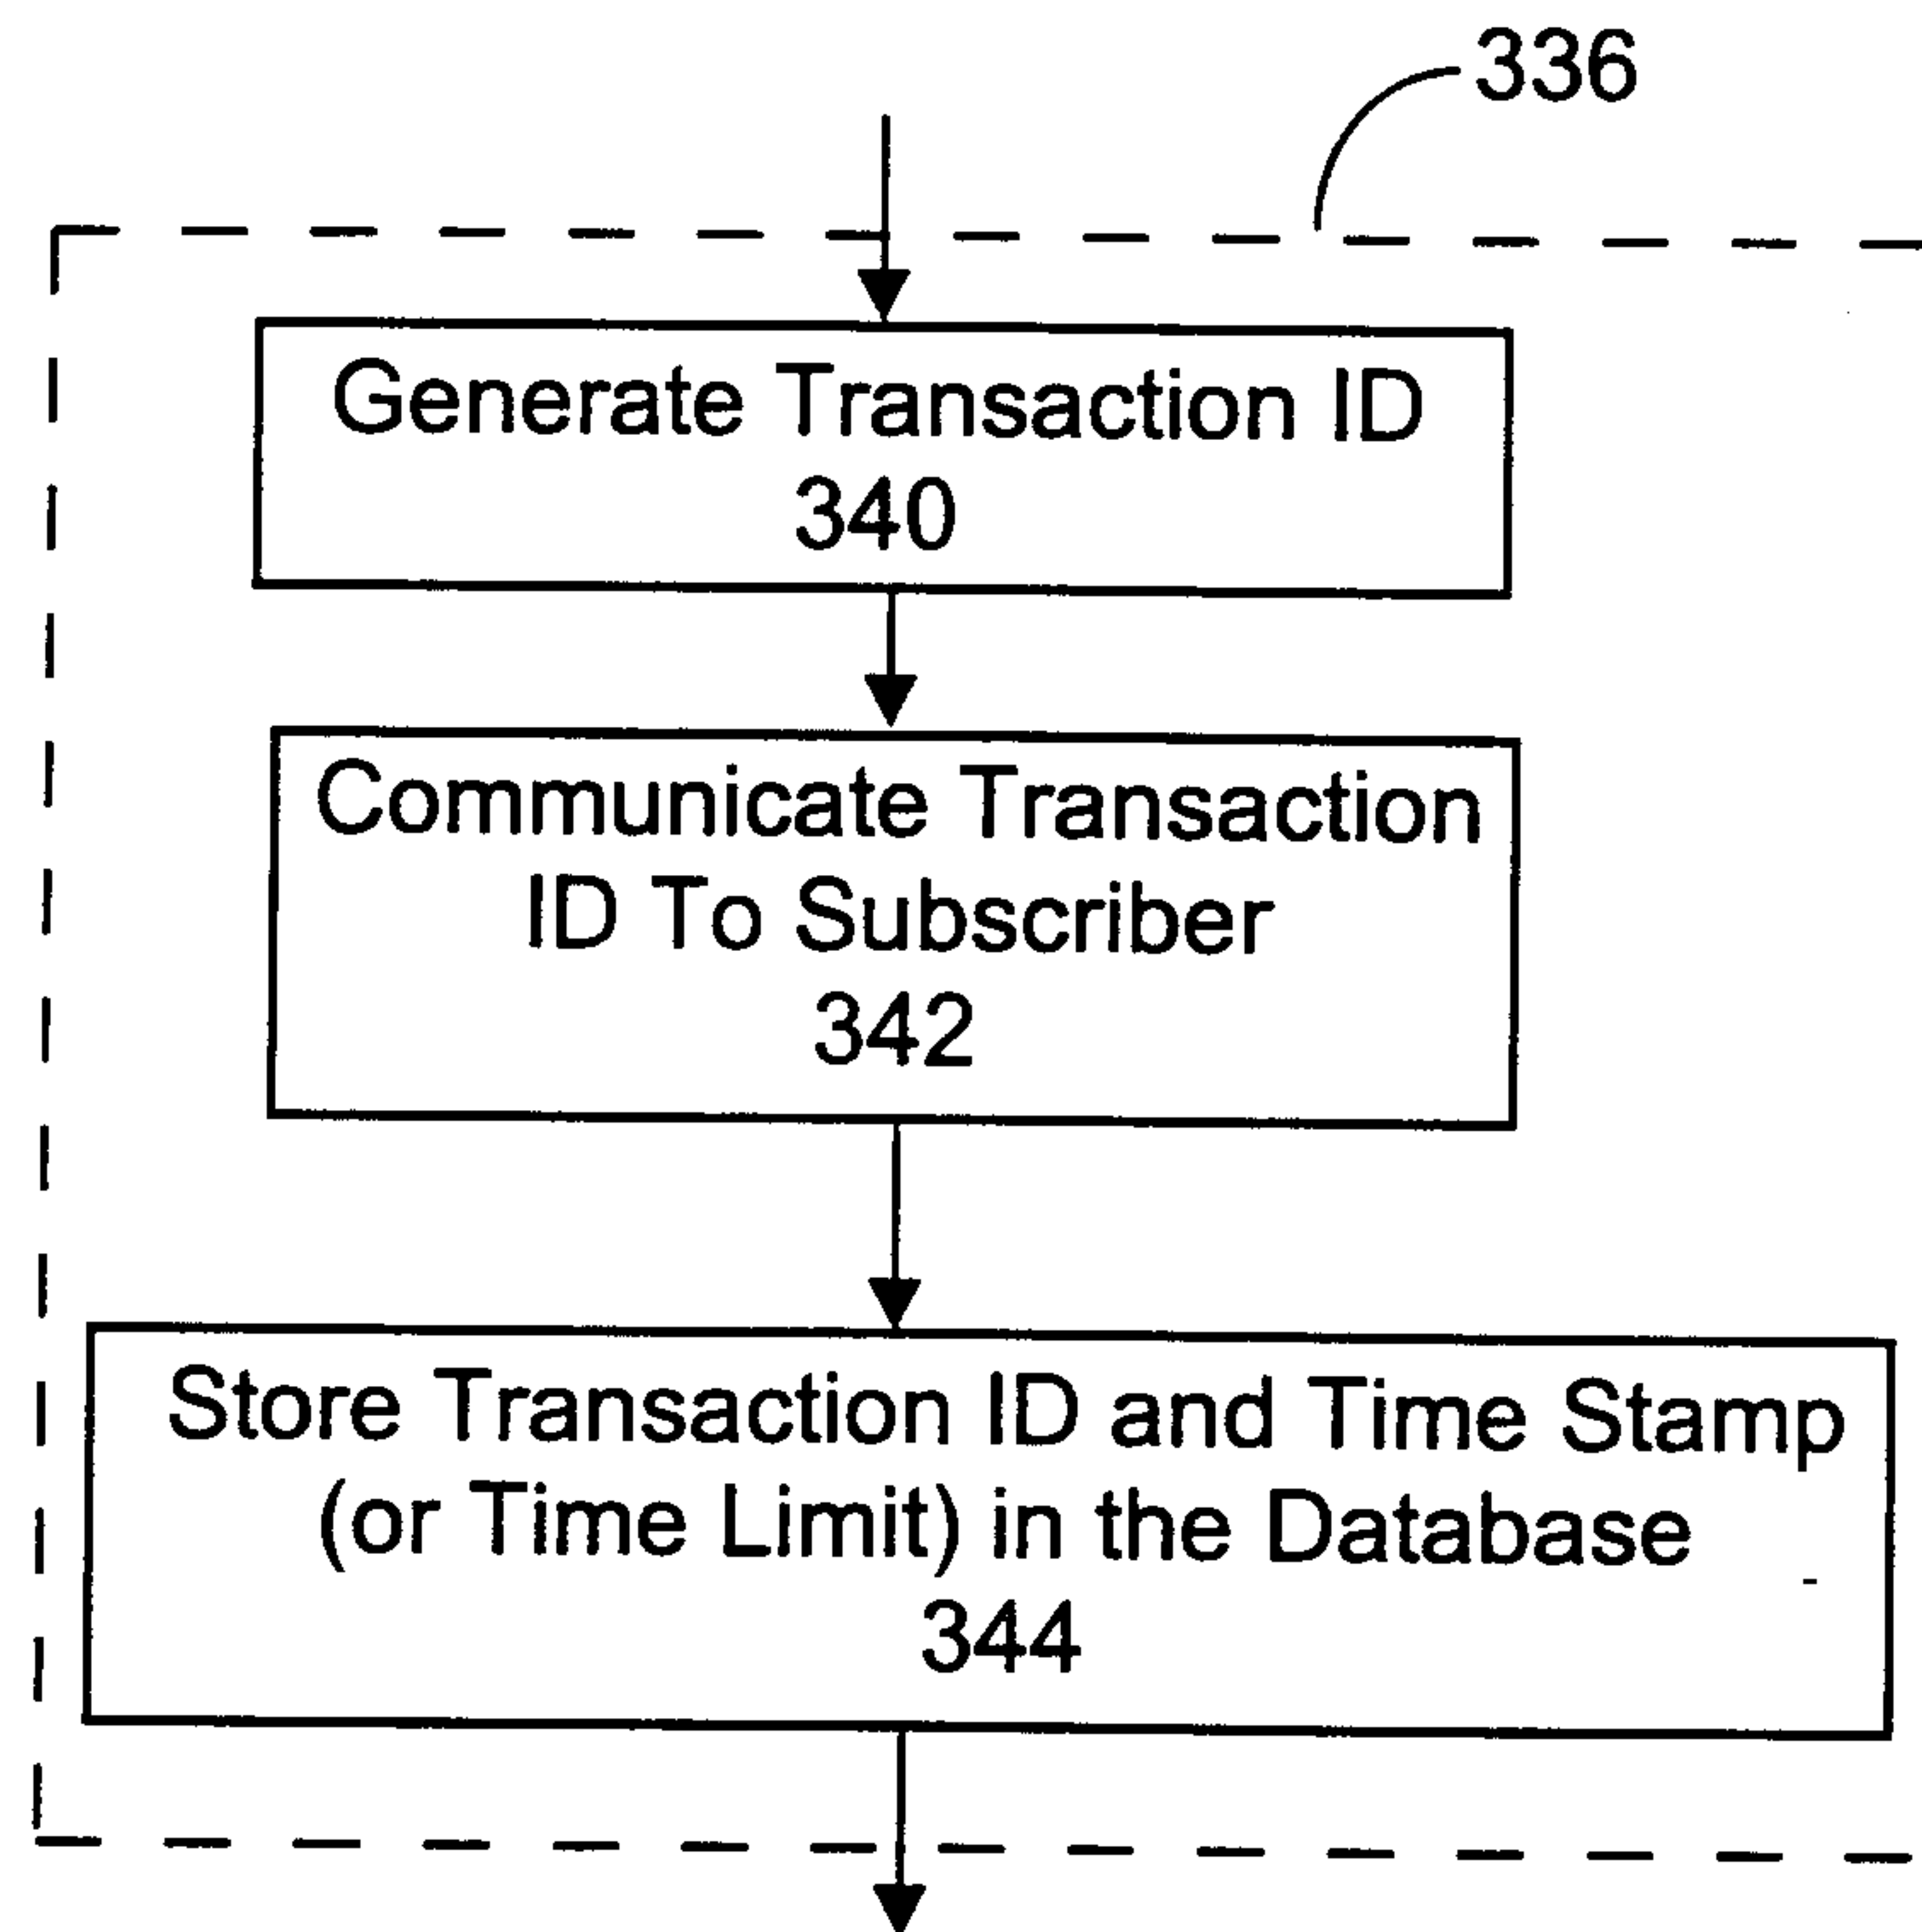 336
Generate Transaction ID
340
Communicate Transaction
ID To Subscriber
342
Store Transaction ID and Time Stamp
(or Time Limit) in the Database
344